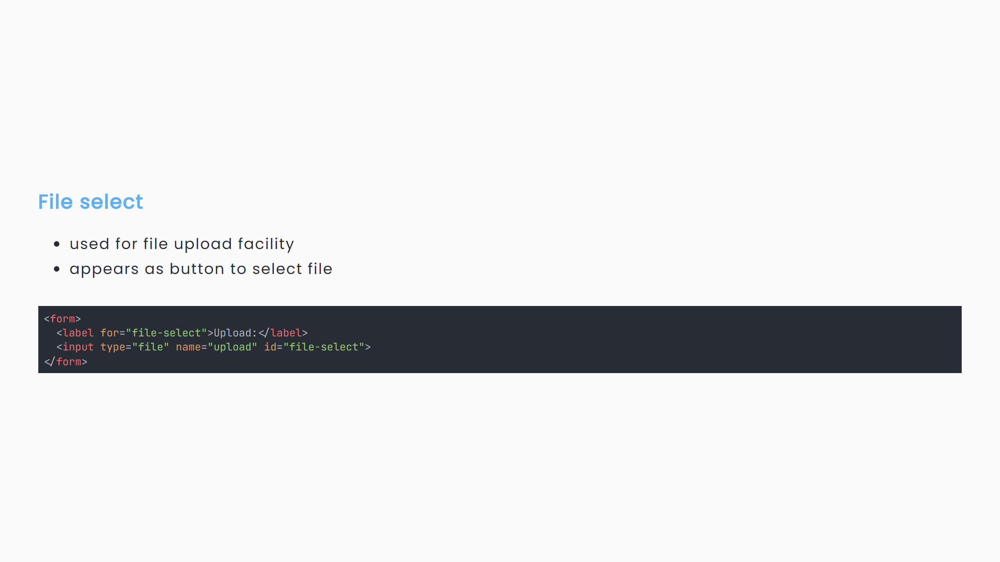 File select
• used for file upload facility
• appears as button to select file
<form>
  <label for="file-select">Upload:</label>
  <input type="file" name="upload" id="file-select">
</form>